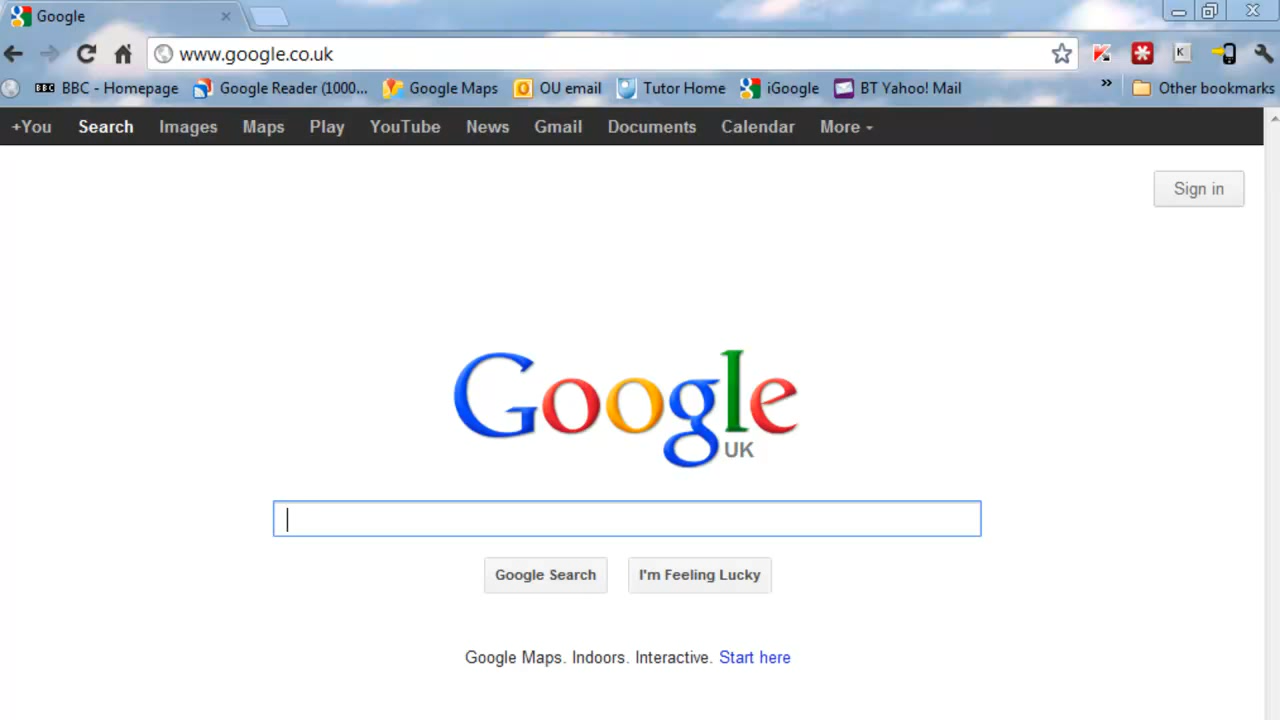 Google
www.google.co.uk
BBC - Homepage Google Reader (1000... Google Maps OU email Tutor Home iGoogle BT Yahoo! Mail » Other bookmarks
+You Search Images Maps Play YouTube News Gmail Documents Calendar More
Sign in
Google
UK
Google Search I'm Feeling Lucky
Google Maps. Indoors. Interactive. Start here